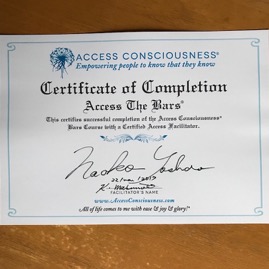 ACCESS CONSCIOUSNESS®
Empowering people to know that they know
Certificate of Completion
Access The Bars®
This certifies successful completion of the Access Consciousness®
Bars Course with a Certified Access Facilitator.
Naoko
FACILITATOR'S NAME
www.AccessConsciousness.com
All of life comes to me with ease & joy & glory!®